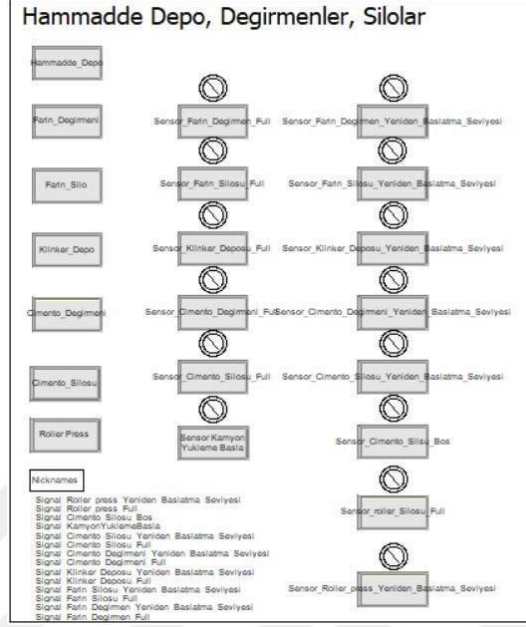 Hammadde Depo, Degirmenler, Silolar
Hammadde_Depo
Farin_Degirmeni
Sensor_Farin_Degirmen_Full
Sensor_Farin_Degirmen_Yeniden_Baslatma_Seviyesi
Farin_Silo
Sensor_Farin_Silosu_Full
Sensor_Farin_Silosu_Yeniden_Baslatma_Seviyesi
Klinker_Depo
Sensor_Klinker_Deposu_Full
Sensor_Klinker_Deposu_Yeniden_Baslatma_Seviyesi
Cimento_Degirmeni
Sensor_Cimento_Degirmeni_Full
Sensor_Cimento_Degirmeni_Yeniden_Baslatma_Seviyesi
Cimento_Silosu
Sensor_Cimento_Silosu_Full
Sensor_Cimento_Silosu_Yeniden_Baslatma_Seviyesi
Roller Press
Sensor Kamyon
Yukleme Basla
Sensor_Cimento_Silsu_Bos
Nicknames
Signal Roller press Yeniden Baslatma Seviyesi
Signal Roller press Full
Signal Cimento Silosu Bos
Signal KamyonYuklemeBasla
Signal Cimento Silosu Yeniden Baslatma Seviyesi
Signal Cimento Silosu Full
Signal Cimento Degirmeni Yeniden Baslatma Seviyesi
Signal Cimento Degirmeni Full
Signal Klinker Deposu Yeniden Baslatma Seviyesi
Signal Klinker Deposu Full
Signal Farin Silosu Yeniden Baslatma Seviyesi
Signal Farin Silosu Full
Signal Farin Degirmen Yeniden Baslatma Seviyesi
Signal Farin Degirmen Full
Sensor_roller_Silosu_Full
Sensor_Roller_press_Yeniden_Baslatma_Seviyesi